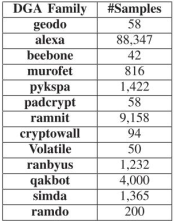 DGA Family #Samples
geodo 58
alexa 88,347
beebone 42
murofet 816
pykspa 1,422
padcrypt 58
ramnit 9,158
cryptowall 94
Volatile 50
ranbyus 1,232
qakbot 4,000
simda 1,365
ramdo 200